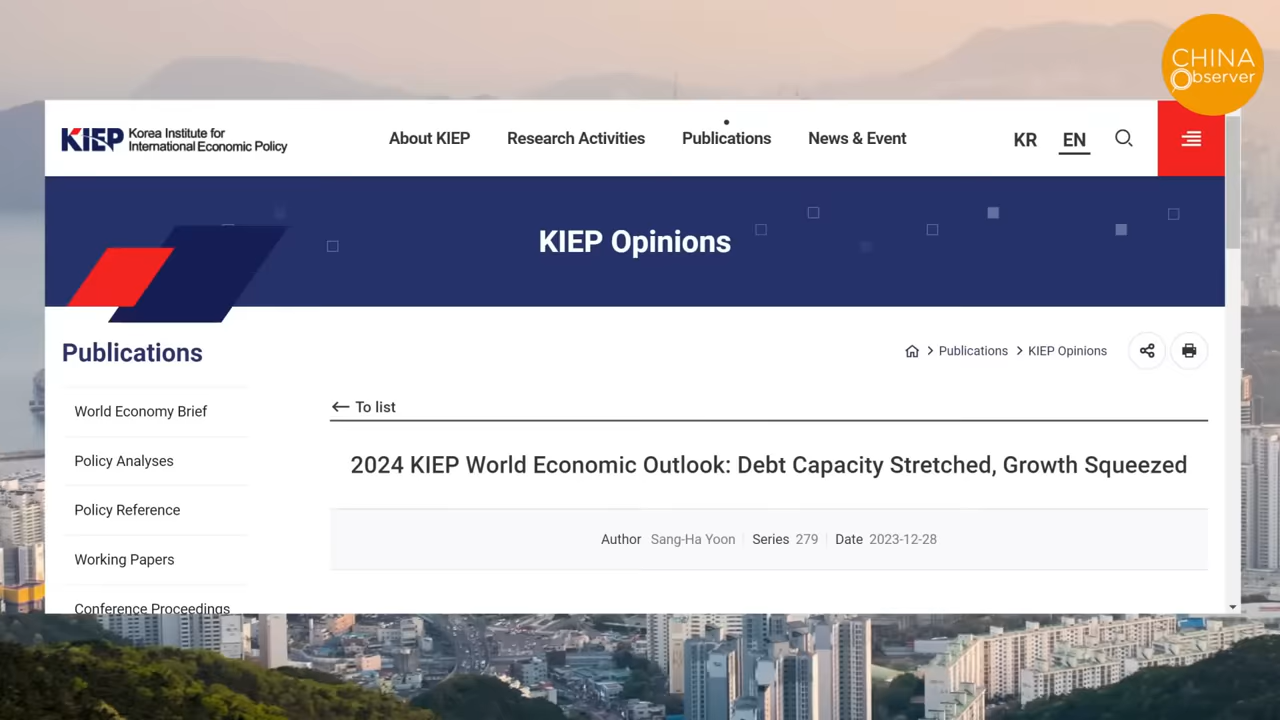 CHINA
Observer
KIEP Korea Institute for
International Economic Policy
About KIEP Research Activities Publications News & Event KR EN
KIEP Opinions
Publications
Publications KIEP Opinions
World Economy Brief
Policy Analyses
Policy Reference
Working Papers
Conference Proceedings
To list
2024 KIEP World Economic Outlook: Debt Capacity Stretched, Growth Squeezed
Author Sang-Ha Yoon Series 279 Date 2023-12-28